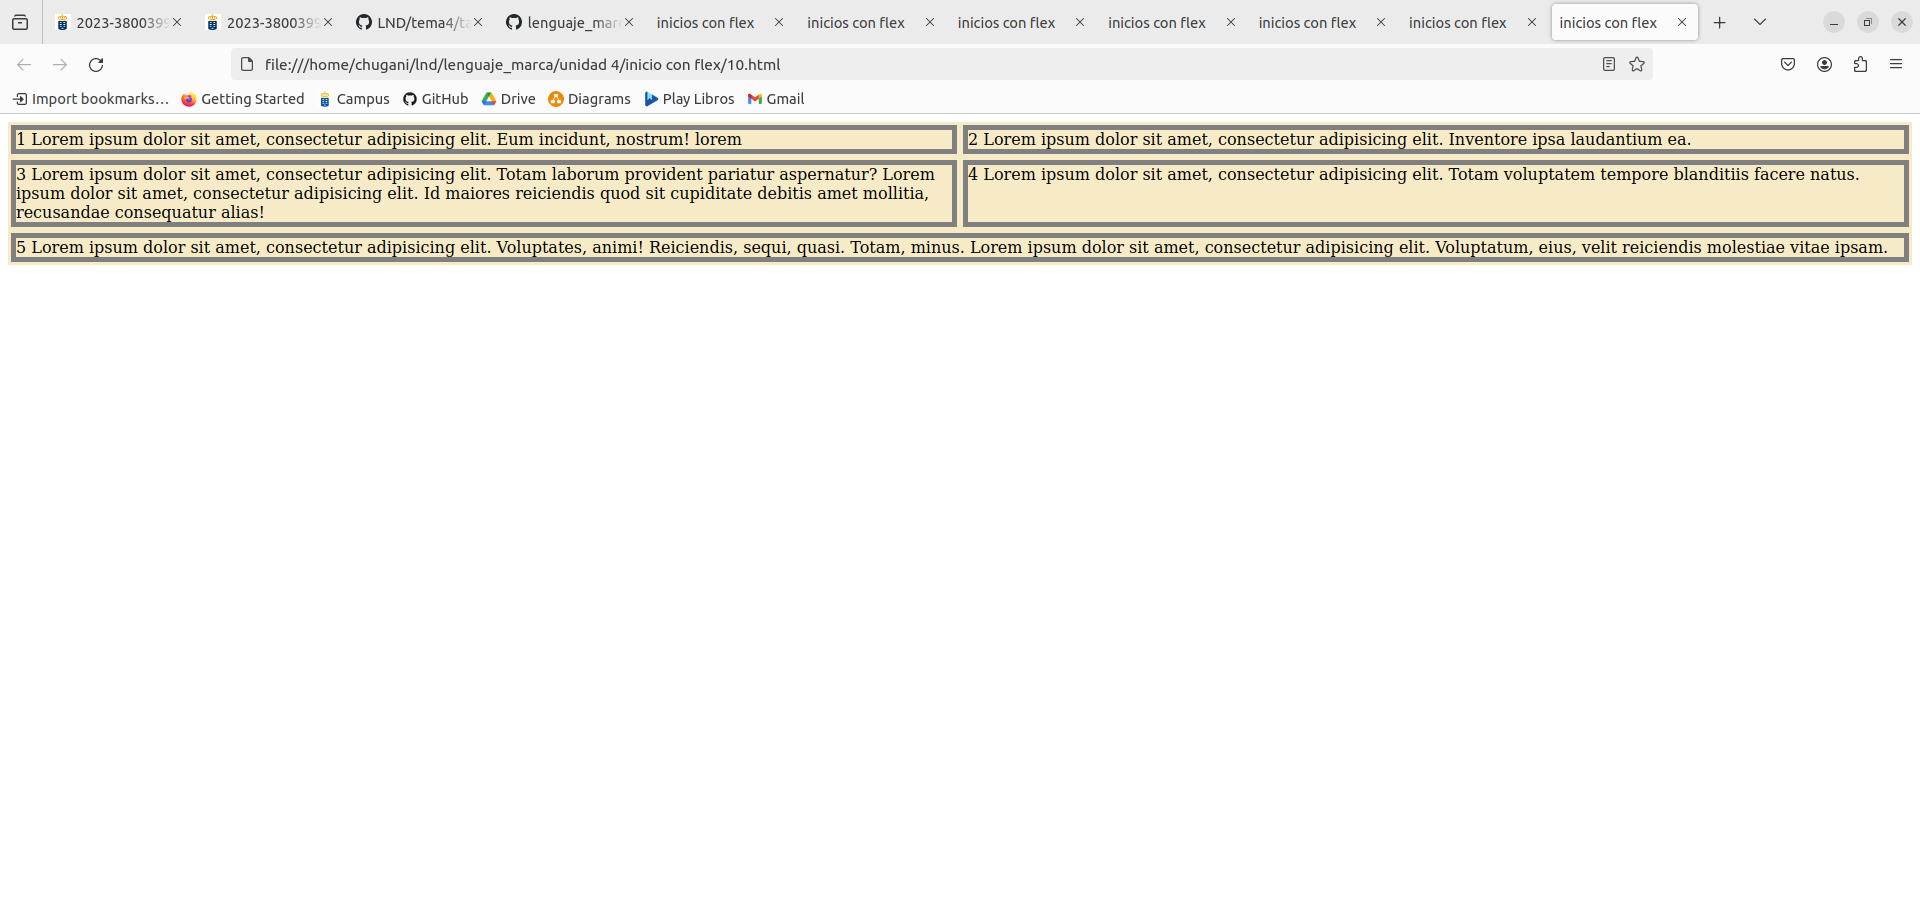 2023-3800399
2023-3800399
LND/tema4/ta
lenguaje_mar
inicios con flex
inicios con flex
inicios con flex
inicios con flex
inicios con flex
inicios con flex
inicios con flex
file:///home/chugani/lnd/lenguaje_marca/unidad 4/inicio con flex/10.html
Import bookmarks…
Getting Started
Campus
GitHub
Drive
Diagrams
Play Libros
Gmail
1 Lorem ipsum dolor sit amet, consectetur adipisicing elit. Eum incidunt, nostrum! lorem
2 Lorem ipsum dolor sit amet, consectetur adipisicing elit. Inventore ipsa laudantium ea.
3 Lorem ipsum dolor sit amet, consectetur adipisicing elit. Totam laborum provident pariatur aspernatur? Lorem
ipsum dolor sit amet, consectetur adipisicing elit. Id maiores reiciendis quod sit cupiditate debitis amet mollitia,
recusandae consequatur alias!
4 Lorem ipsum dolor sit amet, consectetur adipisicing elit. Totam voluptatem tempore blanditiis facere natus.
5 Lorem ipsum dolor sit amet, consectetur adipisicing elit. Voluptates, animi! Reiciendis, sequi, quasi. Totam, minus. Lorem ipsum dolor sit amet, consectetur adipisicing elit. Voluptatum, eius, velit reiciendis molestiae vitae ipsam.